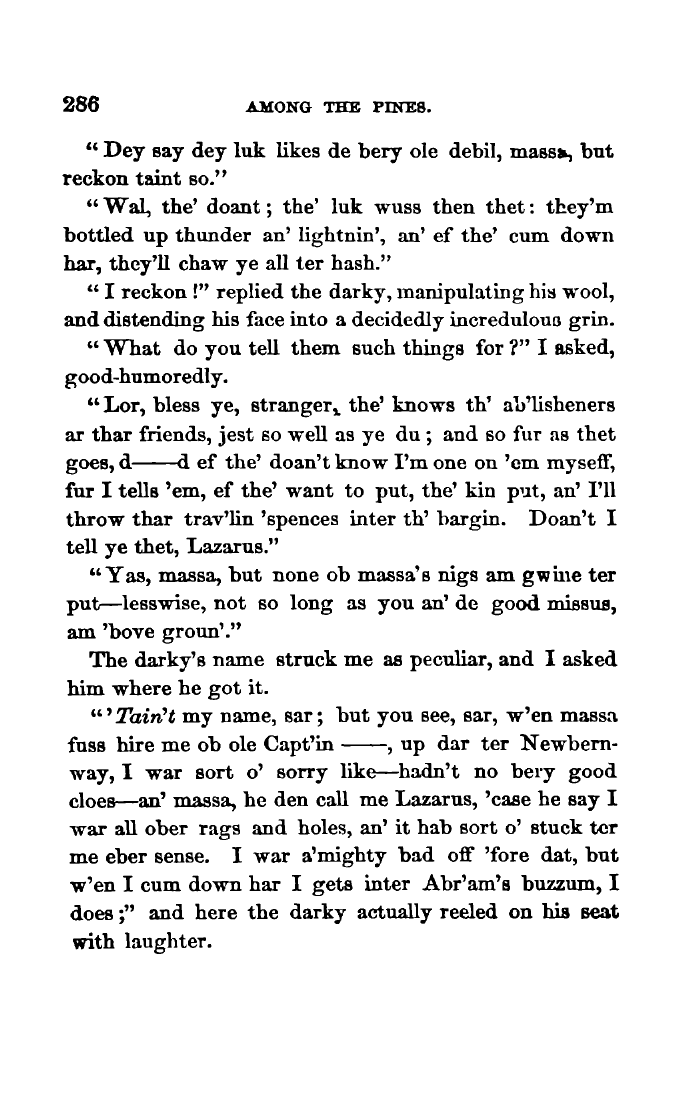 286 AMONG THE PINES.
“Dey say dey luk likes de bery ole debil, massa, but
reckon taint so.”
“Wal, the’ doant; the’ luk wuss then thet: they’m
bottled up thunder an’ lightnin’, an’ ef the’ cum down
har, they’ll chaw ye all ter hash.”
“I reckon!” replied the darky, manipulating his wool,
and distending his face into a decidedly incredulous grin.
“What do you tell them such things for?” I asked,
good-humoredly.
“Lor, bless ye, stranger, the’ knows th’ ab’lisheners
ar thar friends, jest so well as ye du; and so fur as thet
goes, d——d ef the’ doan’t know I’m one on ’em myseff,
fur I tells ’em, ef the’ want to put, the’ kin put, an’ I’ll
throw thar trav’lin ’spences inter th’ bargin. Doan’t I
tell ye thet, Lazarus.”
“Yas, massa, but none ob massa’s nigs am gwine ter
put—lesswise, not so long as you an’ de good missus,
am ’bove groun’.”
The darky’s name struck me as peculiar, and I asked
him where he got it.
“’Tain’t my name, sar; but you see, sar, w’en massa
fuss hire me ob ole Capt’in ——, up dar ter Newbern-
way, I war sort o’ sorry like—hadn’t no bery good
cloes—an’ massa, he den call me Lazarus, ’case he say I
war all ober rags and holes, an’ it hab sort o’ stuck ter
me eber sense. I war a’mighty bad off ’fore dat, but
w’en I cum down har I gets inter Abr’am’s buzzum, I
does;” and here the darky actually reeled on his seat
with laughter.